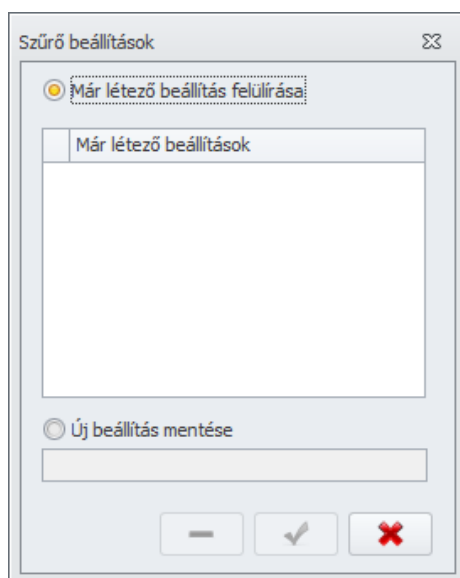 Szűrő beállítások
Már létező beállítás felülírása
Már létező beállítások
Új beállítás mentése